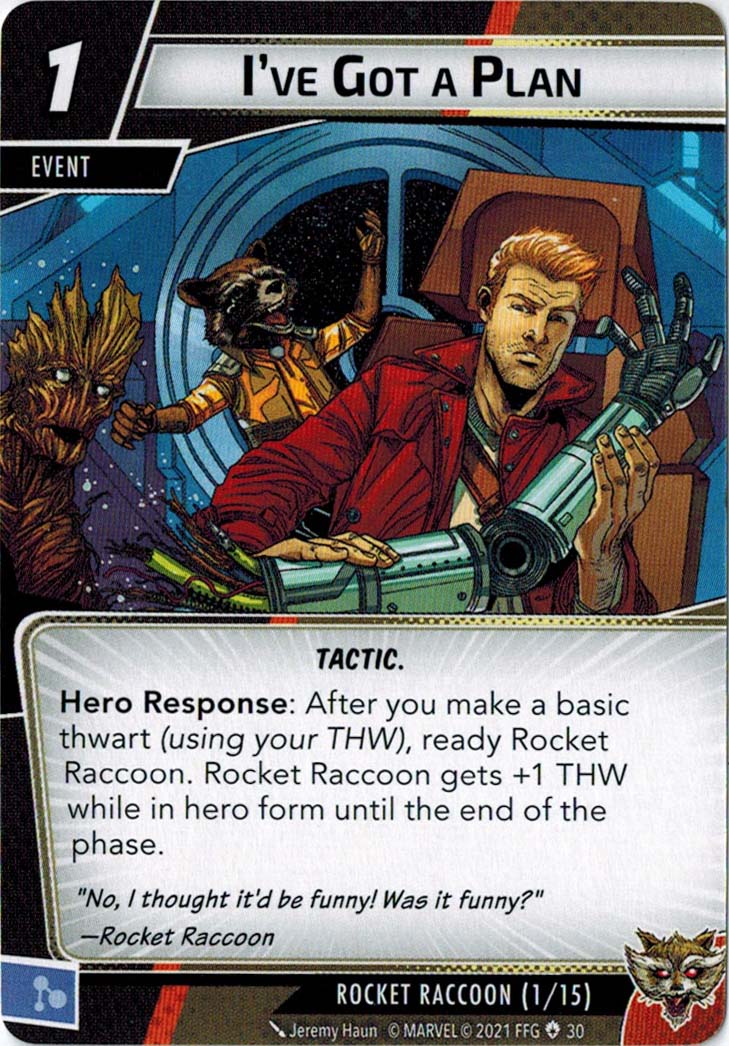 1
I'VE GOT A PLAN
EVENT
TACTIC.
Hero Response: After you make a basic
thwart (using your THW), ready Rocket
Raccoon. Rocket Raccoon gets +1 THW
while in hero form until the end of the
phase.
"No, I thought it'd be funny! Was it funny?"
—Rocket Raccoon
ROCKET RACCOON (1/15)
Jeremy Haun © MARVEL © 2021 FFG 30